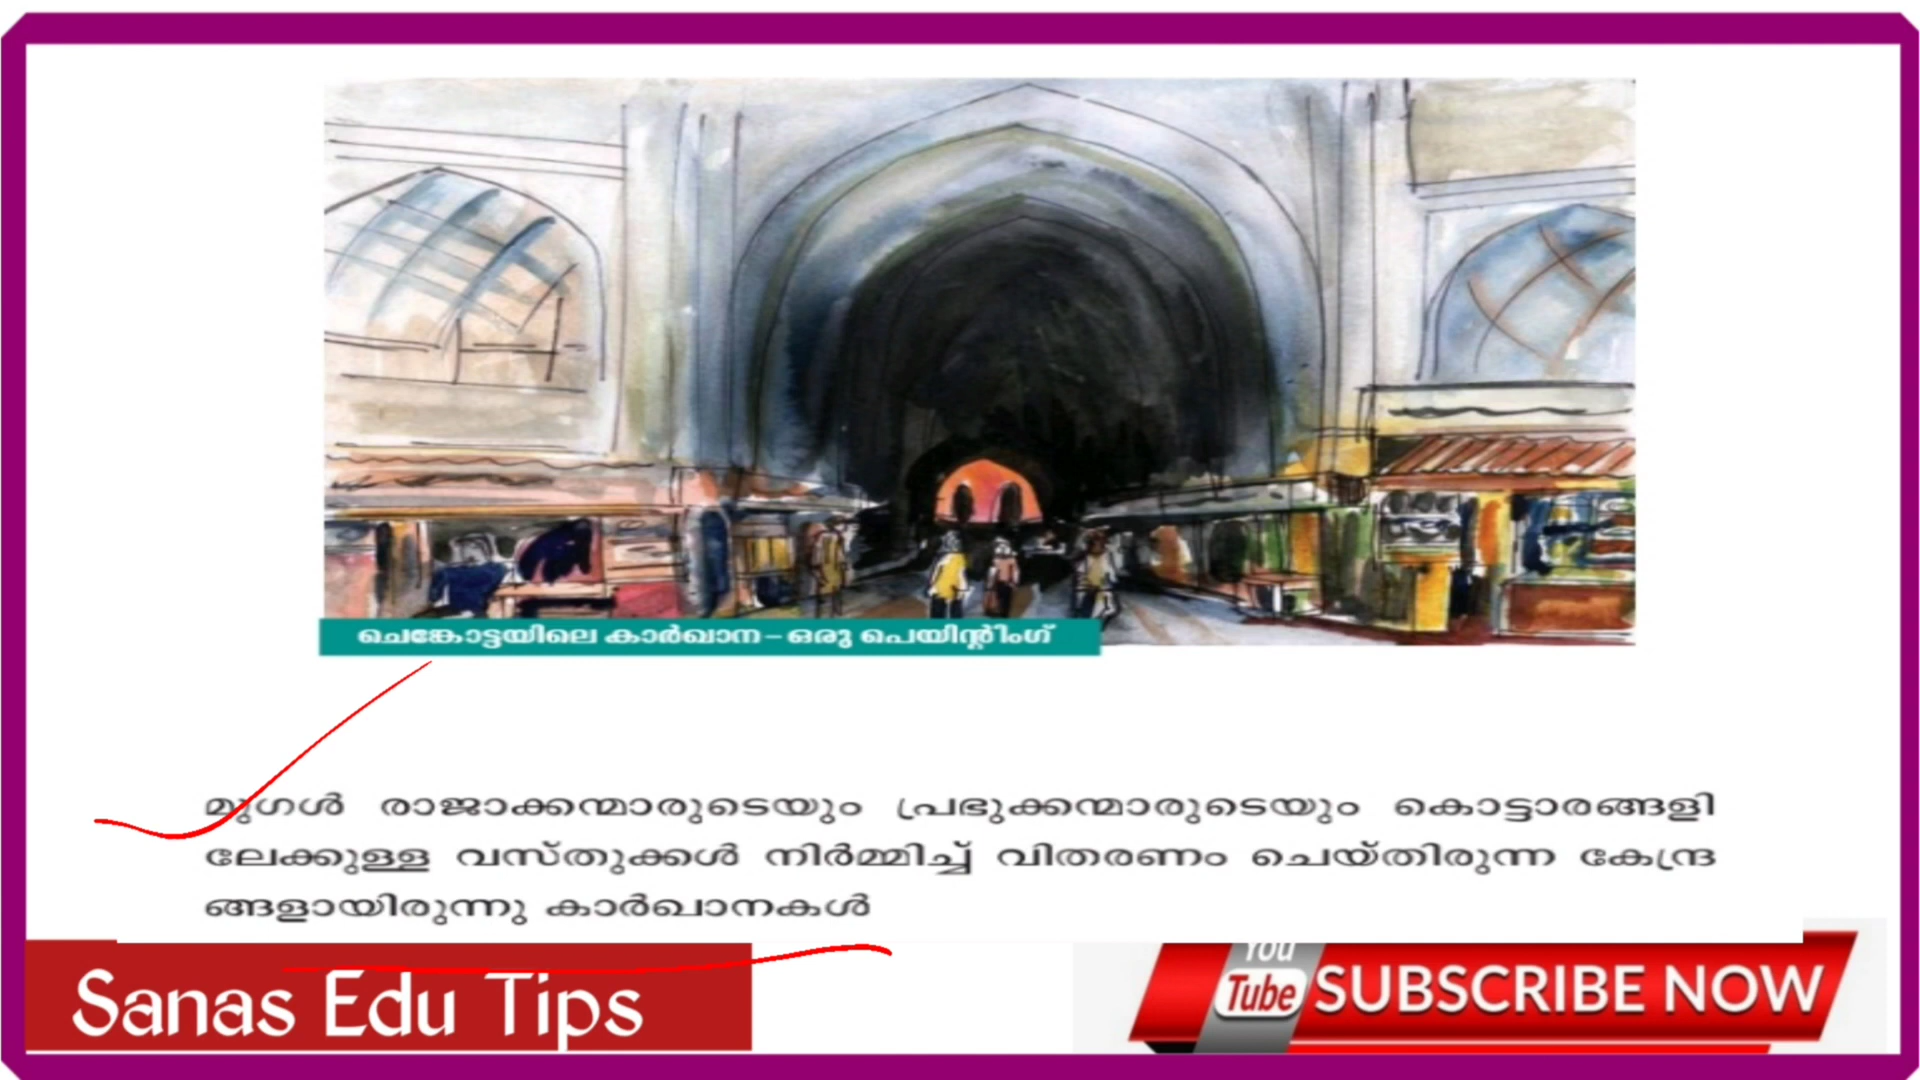 ചെങ്കോട്ടയിലെ കാർഖാന – ഒരു പെയിന്റിംഗ്
മുഗൾ രാജാക്കന്മാരുടെയും പ്രഭുക്കന്മാരുടെയും കൊട്ടാരങ്ങളി
ലേക്കുള്ള വസ്തുക്കൾ നിർമ്മിച്ച് വിതരണം ചെയ്തിരുന്ന കേന്ദ്ര
ങ്ങളായിരുന്നു കാർഖാനകൾ
Sanas Edu Tips
You
Tube SUBSCRIBE NOW